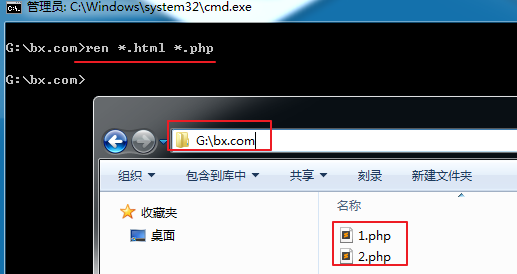 管理员: C:\Windows\system32\cmd.exe
G:\bx.com>ren *.html *.php
G:\bx.com>
G:\bx.com
组织 包含到库中 共享 刻录 新建文件夹
收藏夹
桌面
名称
1.php
2.php